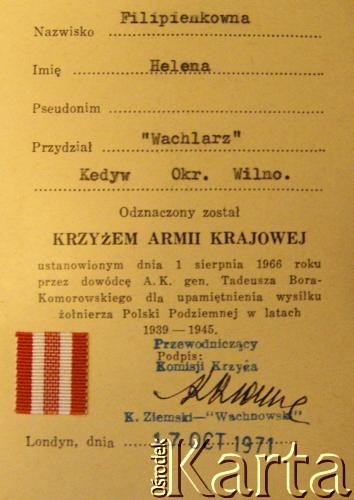 Filipienkowna
Nazwisko
Helena
Imię
Pseudonim
"Wachlarz"
Przydział
Kedyw Okr. Wilno.
Odznaczony został
KRZYŻEM ARMII KRAJOWEJ
ustanowionym dnia 1 sierpnia 1966 roku
przez dowódcę A.K. gen. Tadeusza Bora-
Komorowskiego dla upamiętnienia wysiłku
żołnierza Polski Podziemnej w latach
1939—1945.
Przewodniczący
Podpis:
Komisji Krzyża
K. Ziemski—"Wachnowski"
Londyn, dnia 17 OCT 1971
Ośrodek
Karta